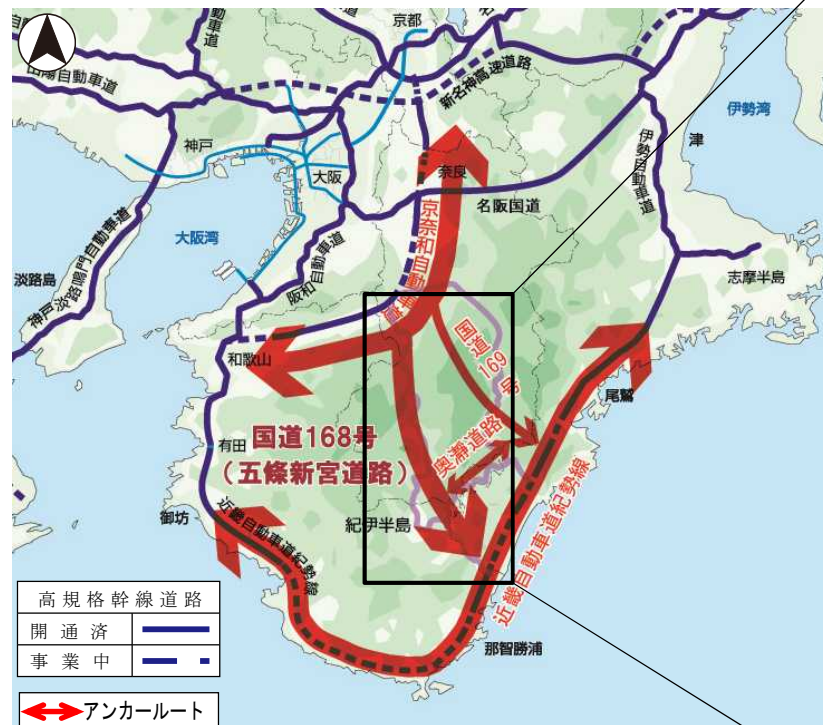 京都
名
自動車道
山陽自動車道
新名神高速道路
伊勢湾
神戸
津
奈良
大阪
伊勢自動車道
名阪国道
京奈和自動車道
大阪湾
阪和自動車道
淡路島
神戸淡路鳴門自動車道
志摩半島
国道169号
和歌山
尾鷲
国道168号
有田
(五條新宮道路)
奥瀞道路
御坊
紀伊半島
近畿自動車道紀勢線
近畿自動車道紀勢線
那智勝浦
高規格幹線道路
開通済
事業中
アンカールート